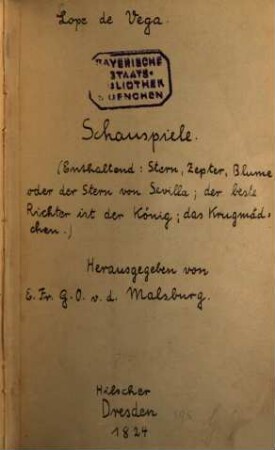 Lope de Vega.
BAYERISCHE
STAATS-
BIBLIOTHEK
MUENCHEN
Schauspiele.
(Enthaltend: Stern, Zepter, Blume
oder der Stern von Sevilla; der beste
Richter ist der König; das Krugmäd-
chen.)
Herausgegeben von
E. Fr. G. O. v. d. Malsburg.
Hilscher
Dresden
1824